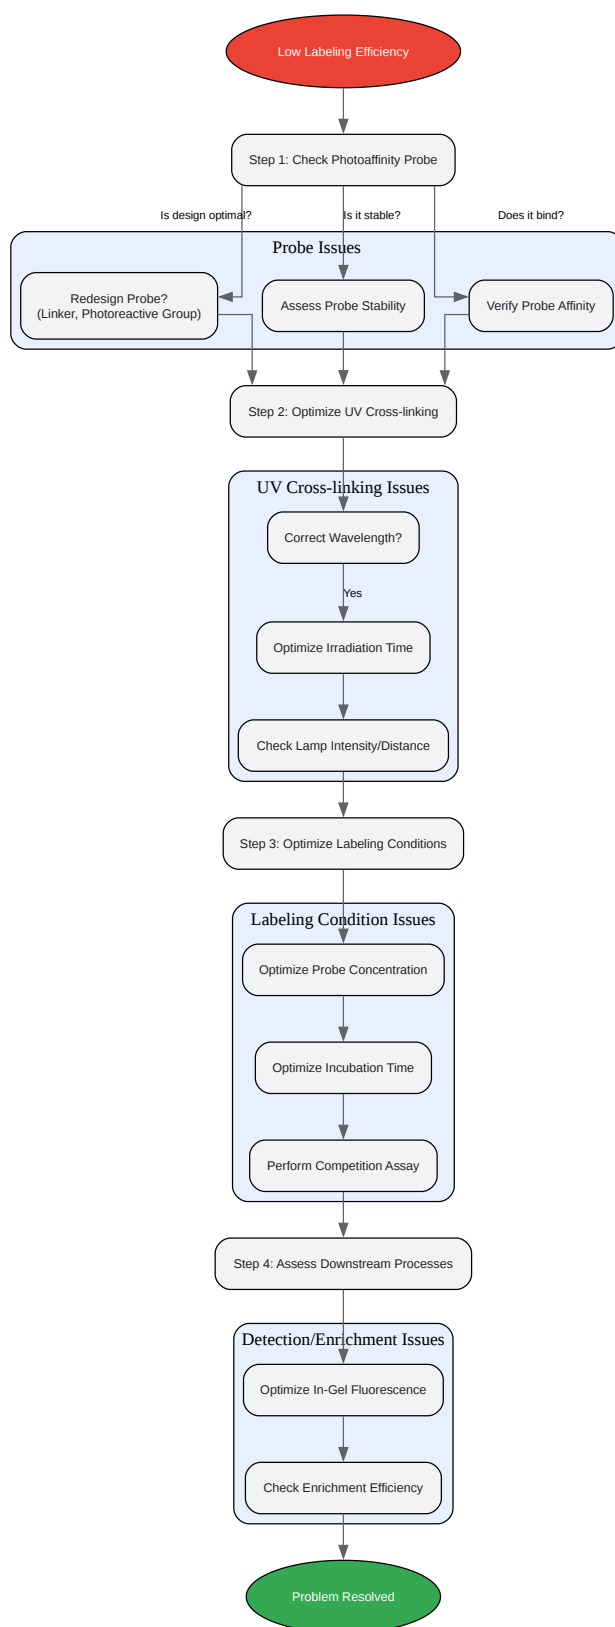 Low Labeling Efficiency
Step 1: Check Photoaffinity Probe
Is design optimal?
Is it stable?
Does it bind?
Probe Issues
Redesign Probe?
(Linker, Photoreactive Group)
Assess Probe Stability
Verify Probe Affinity
Step 2: Optimize UV Cross-linking
UV Cross-linking Issues
Correct Wavelength?
Yes
Optimize Irradiation Time
Check Lamp Intensity/Distance
Step 3: Optimize Labeling Conditions
Labeling Condition Issues
Optimize Probe Concentration
Optimize Incubation Time
Perform Competition Assay
Step 4: Assess Downstream Processes
Detection/Enrichment Issues
Optimize In-Gel Fluorescence
Check Enrichment Efficiency
Problem Resolved